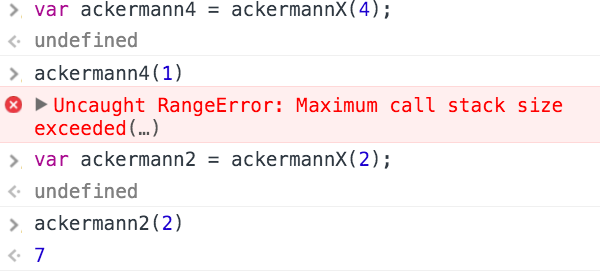 var ackermann4 = ackermannX(4);
undefined
ackermann4(1)
Uncaught RangeError: Maximum call stack size
exceeded(…)
var ackermann2 = ackermannX(2);
undefined
ackermann2(2)
7